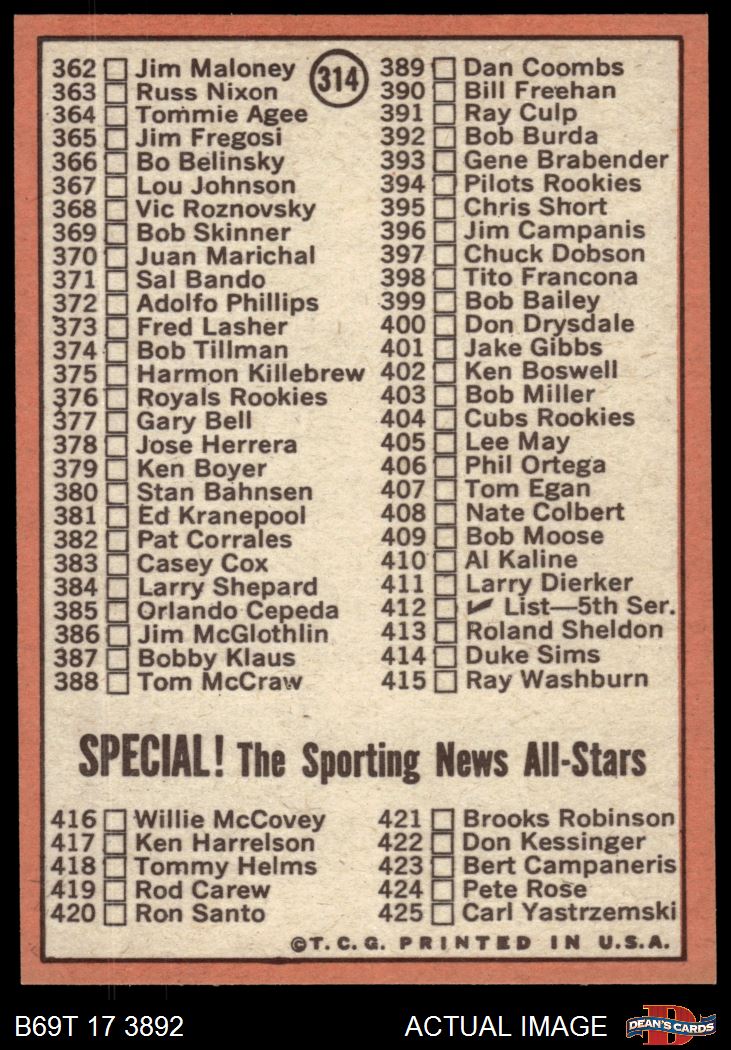 314
362 Jim Maloney
363 Russ Nixon
364 Tommie Agee
365 Jim Fregosi
366 Bo Belinsky
367 Lou Johnson
368 Vic Roznovsky
369 Bob Skinner
370 Juan Marichal
371 Sal Bando
372 Adolfo Phillips
373 Fred Lasher
374 Bob Tillman
375 Harmon Killebrew
376 Royals Rookies
377 Gary Bell
378 Jose Herrera
379 Ken Boyer
380 Stan Bahnsen
381 Ed Kranepool
382 Pat Corrales
383 Casey Cox
384 Larry Shepard
385 Orlando Cepeda
386 Jim McGlothlin
387 Bobby Klaus
388 Tom McCraw
389 Dan Coombs
390 Bill Freehan
391 Ray Culp
392 Bob Burda
393 Gene Brabender
394 Pilots Rookies
395 Chris Short
396 Jim Campanis
397 Chuck Dobson
398 Tito Francona
399 Bob Bailey
400 Don Drysdale
401 Jake Gibbs
402 Ken Boswell
403 Bob Miller
404 Cubs Rookies
405 Lee May
406 Phil Ortega
407 Tom Egan
408 Nate Colbert
409 Bob Moose
410 Al Kaline
411 Larry Dierker
412 ✔ List—5th Ser.
413 Roland Sheldon
414 Duke Sims
415 Ray Washburn
SPECIAL! The Sporting News All-Stars
416 Willie McCovey
417 Ken Harrelson
418 Tommy Helms
419 Rod Carew
420 Ron Santo
421 Brooks Robinson
422 Don Kessinger
423 Bert Campaneris
424 Pete Rose
425 Carl Yastrzemski
©T.C.G. PRINTED IN U.S.A.
B69T 17 3892
ACTUAL IMAGE
D
DEAN'S CARDS